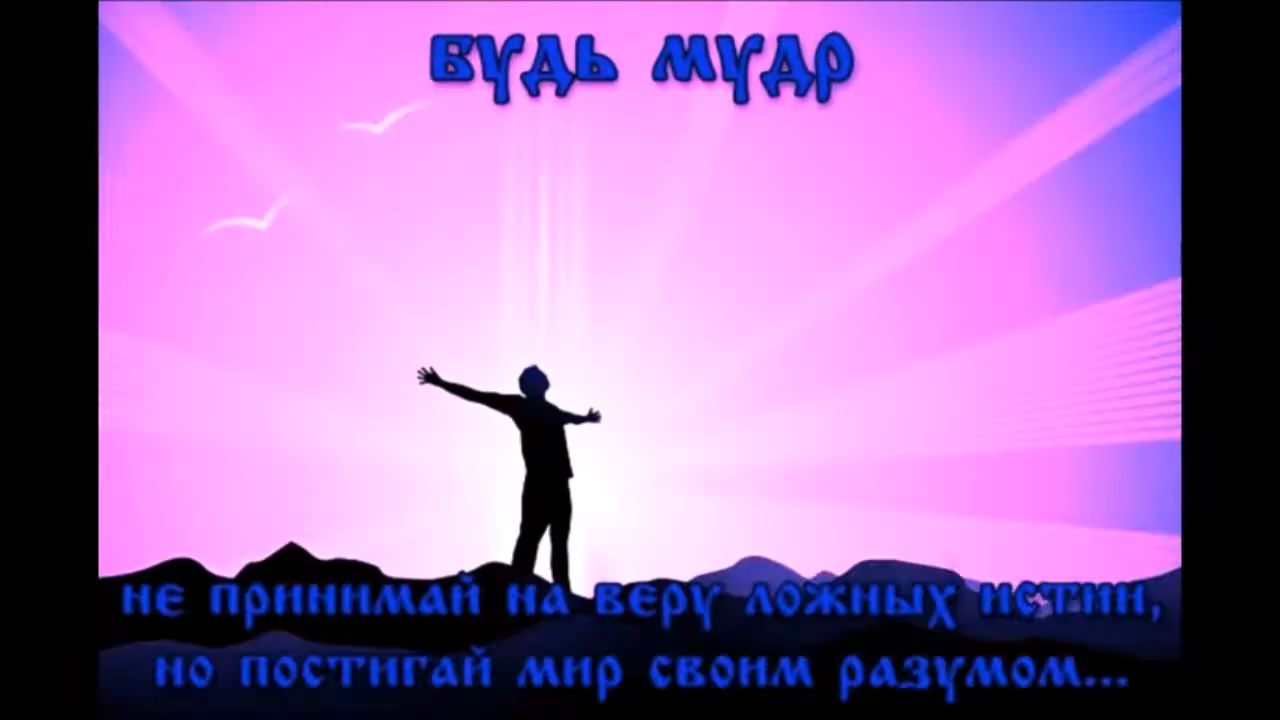 будь мудр
не принимай на веру ложных истин,
но постигай мир своим разумом...